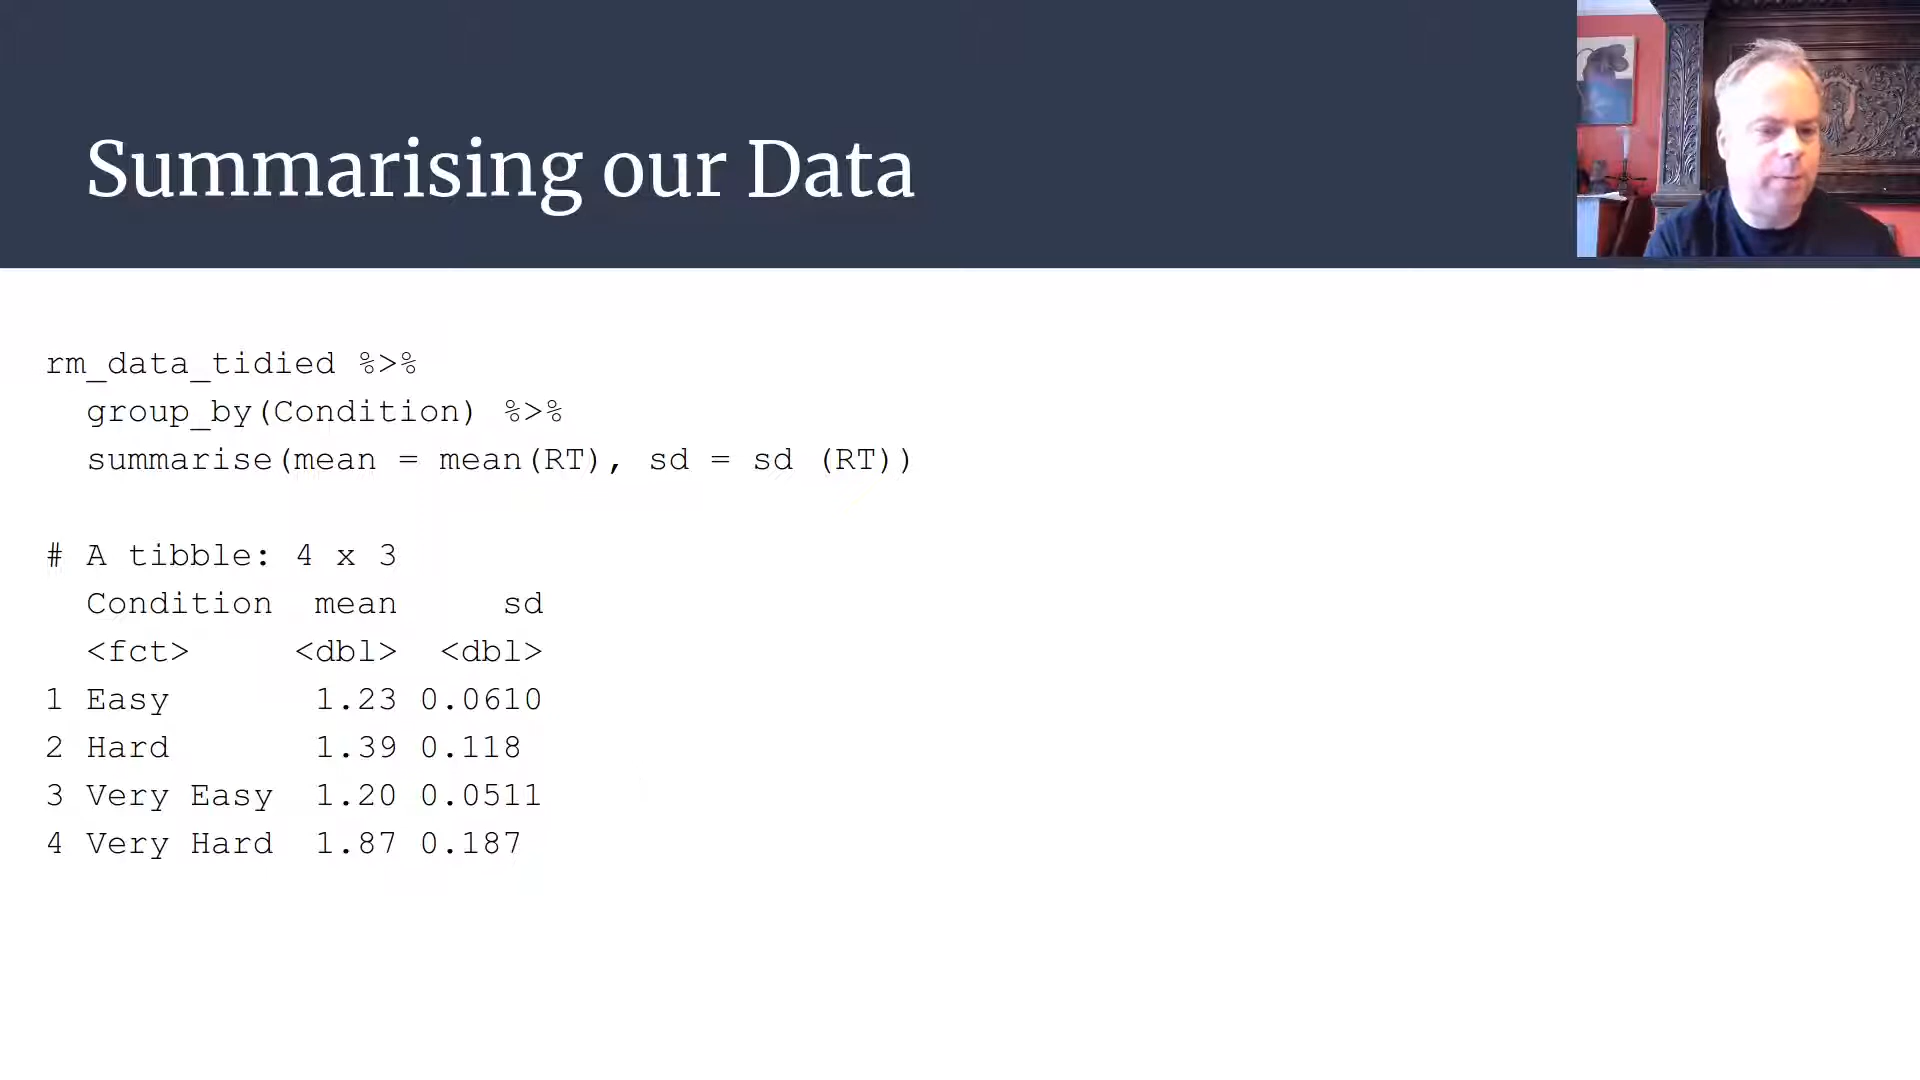 Summarising our Data
rm_data_tidied %>%
group_by(Condition) %>%
summarise(mean = mean(RT), sd = sd (RT))
# A tibble: 4 x 3
Condition mean sd
<fct> <dbl> <dbl>
1 Easy 1.23 0.0610
2 Hard 1.39 0.118
3 Very Easy 1.20 0.0511
4 Very Hard 1.87 0.187